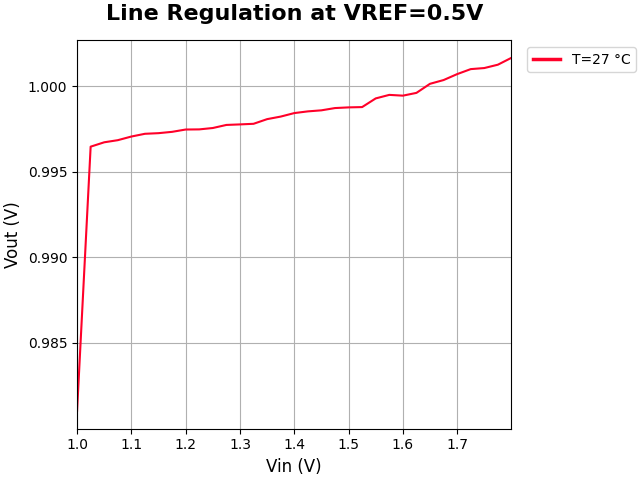 Line Regulation at VREF=0.5V
T=27 °C
Vout (V)
1.000
0.995
0.990
0.985
1.0 1.1 1.2 1.3 1.4 1.5 1.6 1.7
Vin (V)